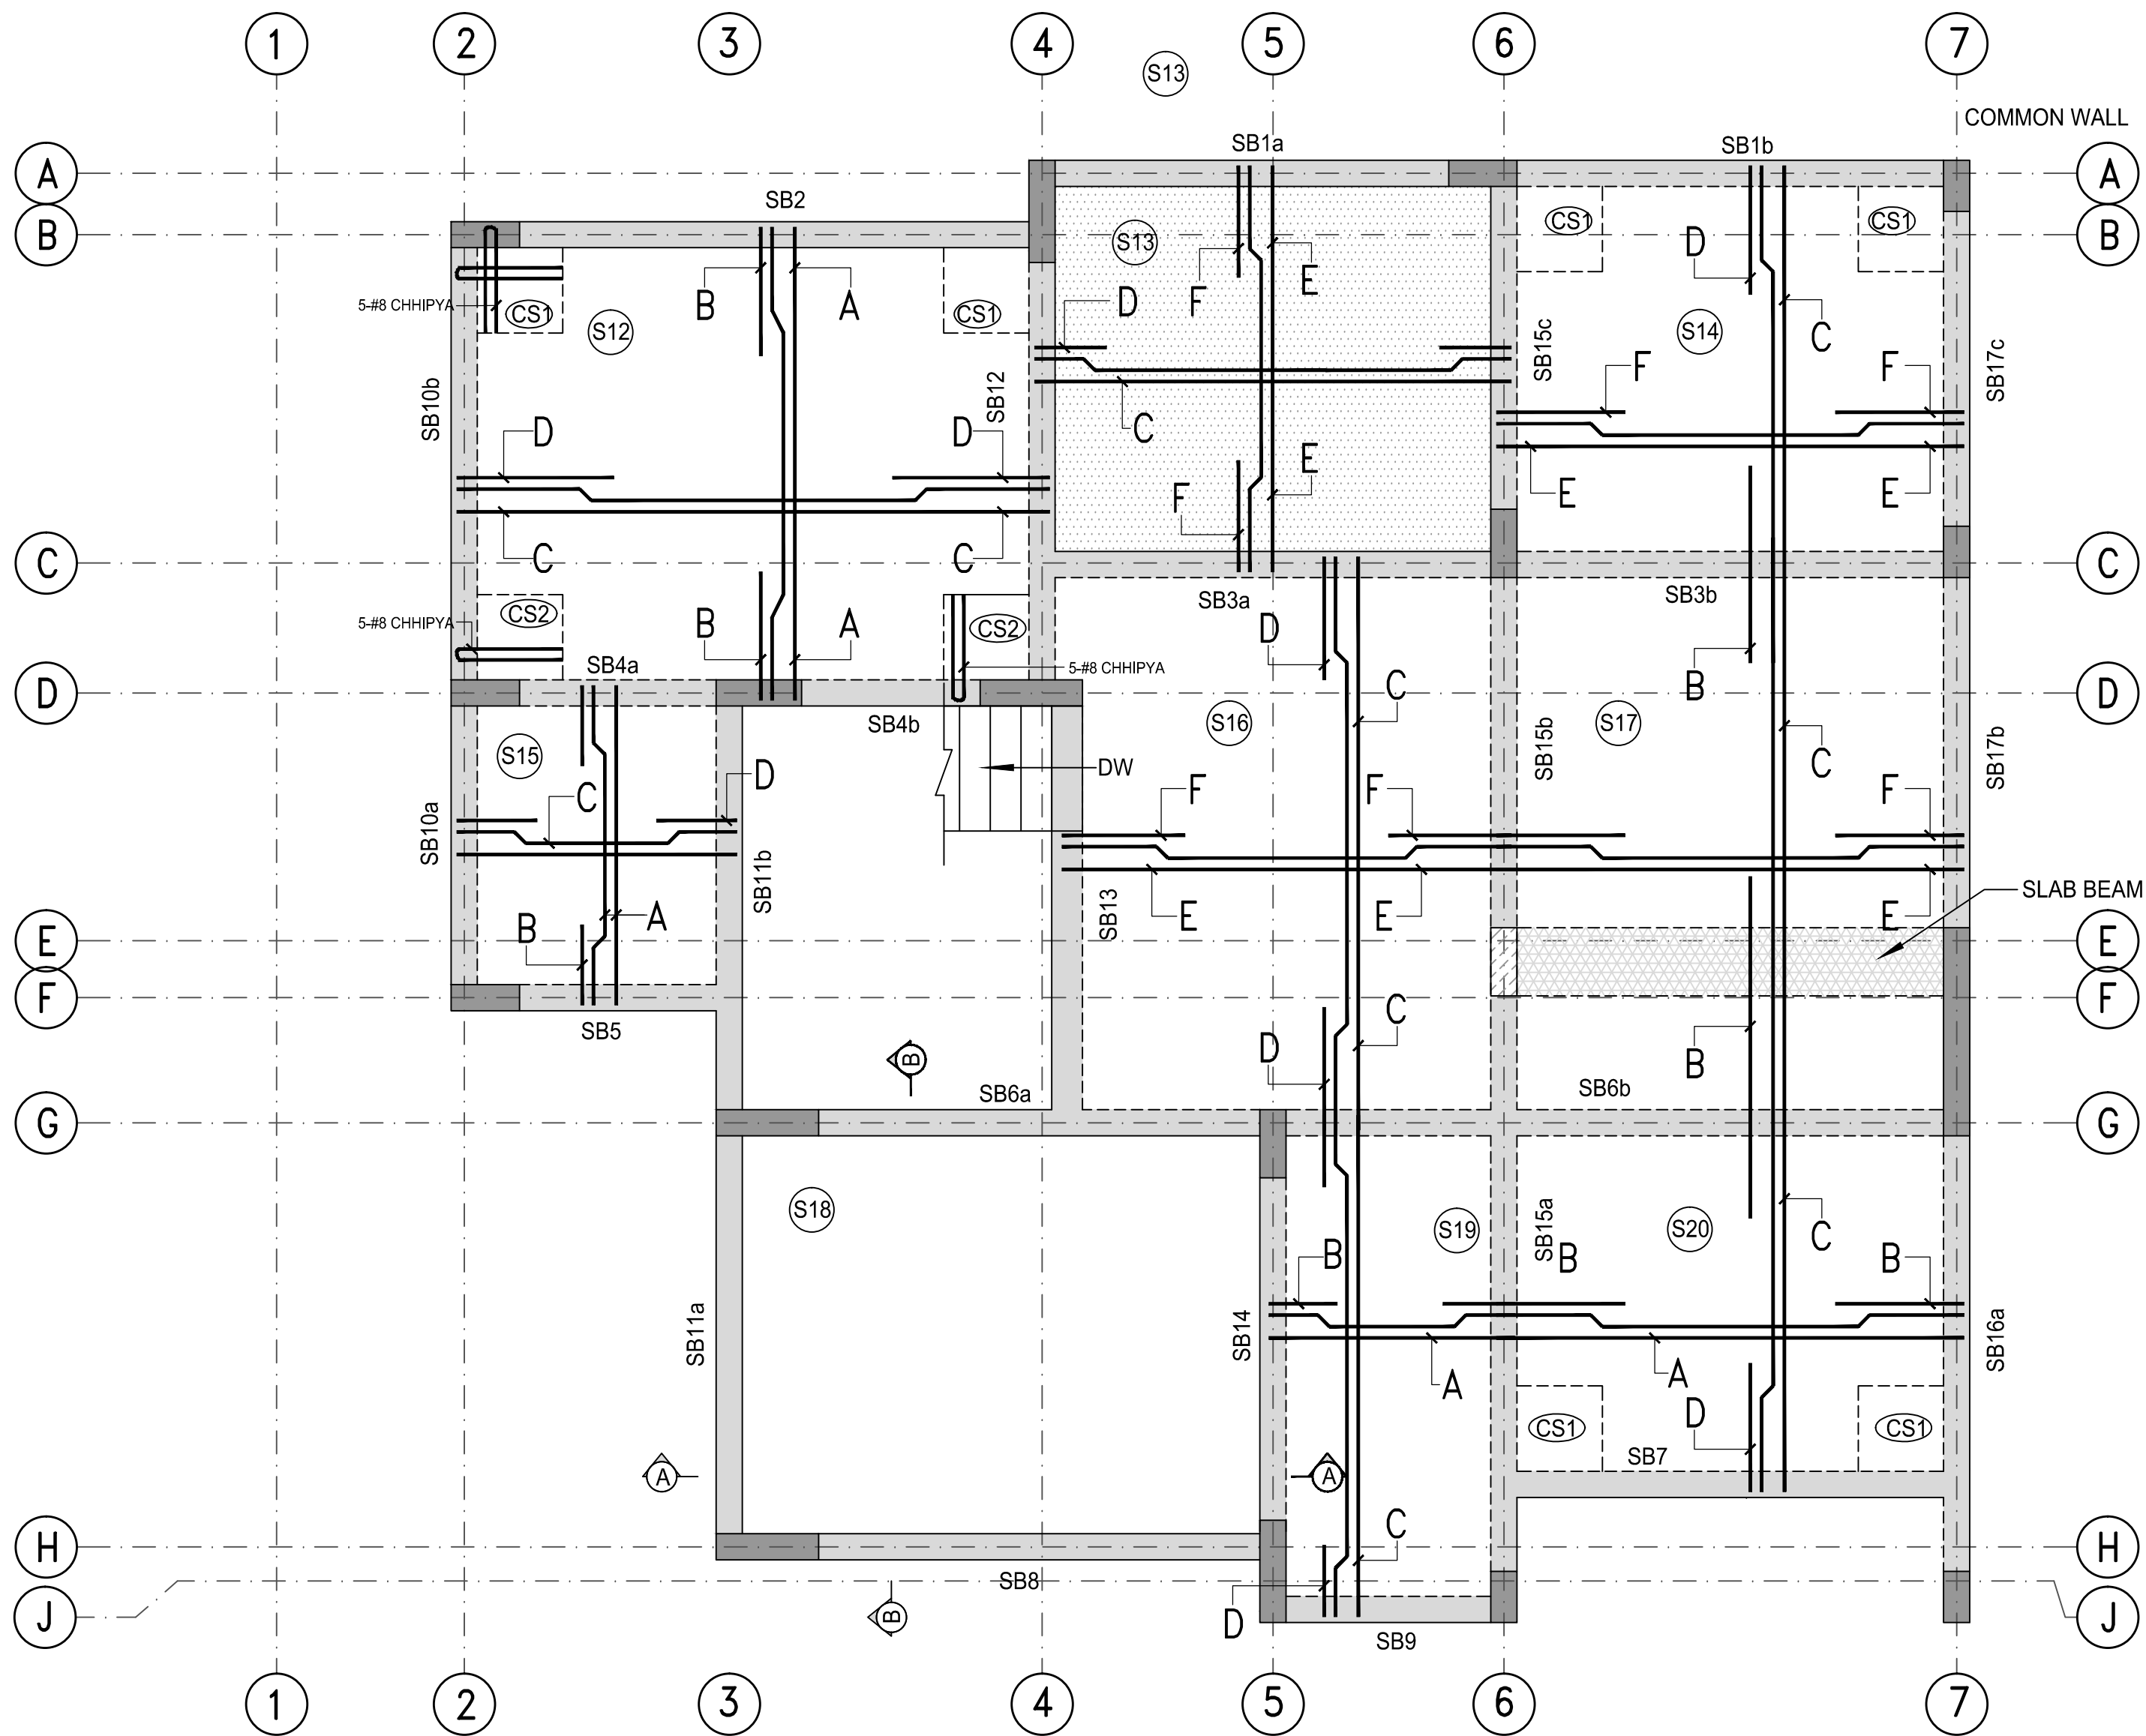 1 2 3 4 5 6 7
S13
COMMON WALL
SB1a SB1b
A A
SB2
B B
CS1 CS1
S13 D
B A F E
5-#8 CHHIPYA CS1 S12 CS1 D S14 C
SB10b SB12 SB15c SB17c
C F F
D D E
F E E
C C
C C
5-#8 CHHIPYA CS2 CS2 B A SB3a SB3b
D
SB4a 5-#8 CHHIPYA C B
D D
SB4b S16 S17
S15 DW SB15b SB17b C
D F F F
C
SB10a SB11b SB13
SLAB BEAM
B A E E E
E E
F F
C
SB5 D B
B
SB6a SB6b
G G
S18 S19 SB15a S20 C
B B B
SB11a SB14 SB16a
A A
D
CS1 CS1
SB7
A A
C
H H
SB8
J B D J
SB9
1 2 3 4 5 6 7